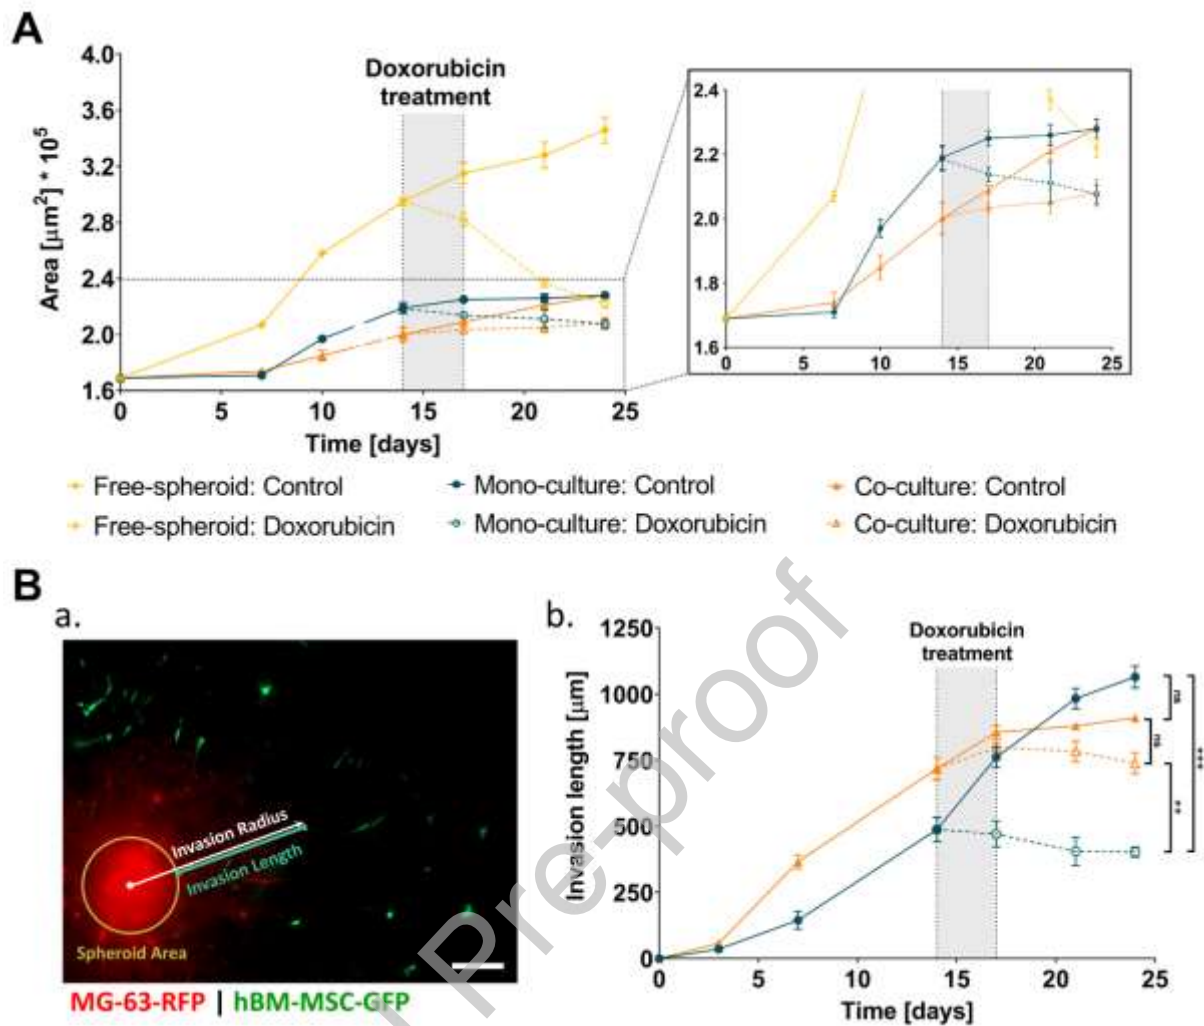 A
Doxorubicin
treatment
4.0
3.6
3.2
2.8
2.4
2.0
1.6
Area [μm²] * 10⁵
0 5 10 15 20 25
Time [days]
2.4
2.2
2.0
1.8
1.6
0 5 10 15 20 25
Free-spheroid: Control Mono-culture: Control Co-culture: Control
Free-spheroid: Doxorubicin Mono-culture: Doxorubicin Co-culture: Doxorubicin
B
a.
Invasion Radius
Invasion Length
Spheroid Area
MG-63-RFP | hBM-MSC-GFP
b.
Doxorubicin
treatment
1250
1000
750
500
250
0
Invasion length [μm]
0 5 10 15 20 25
Time [days]
ns
ns
**
***
Pre-proof